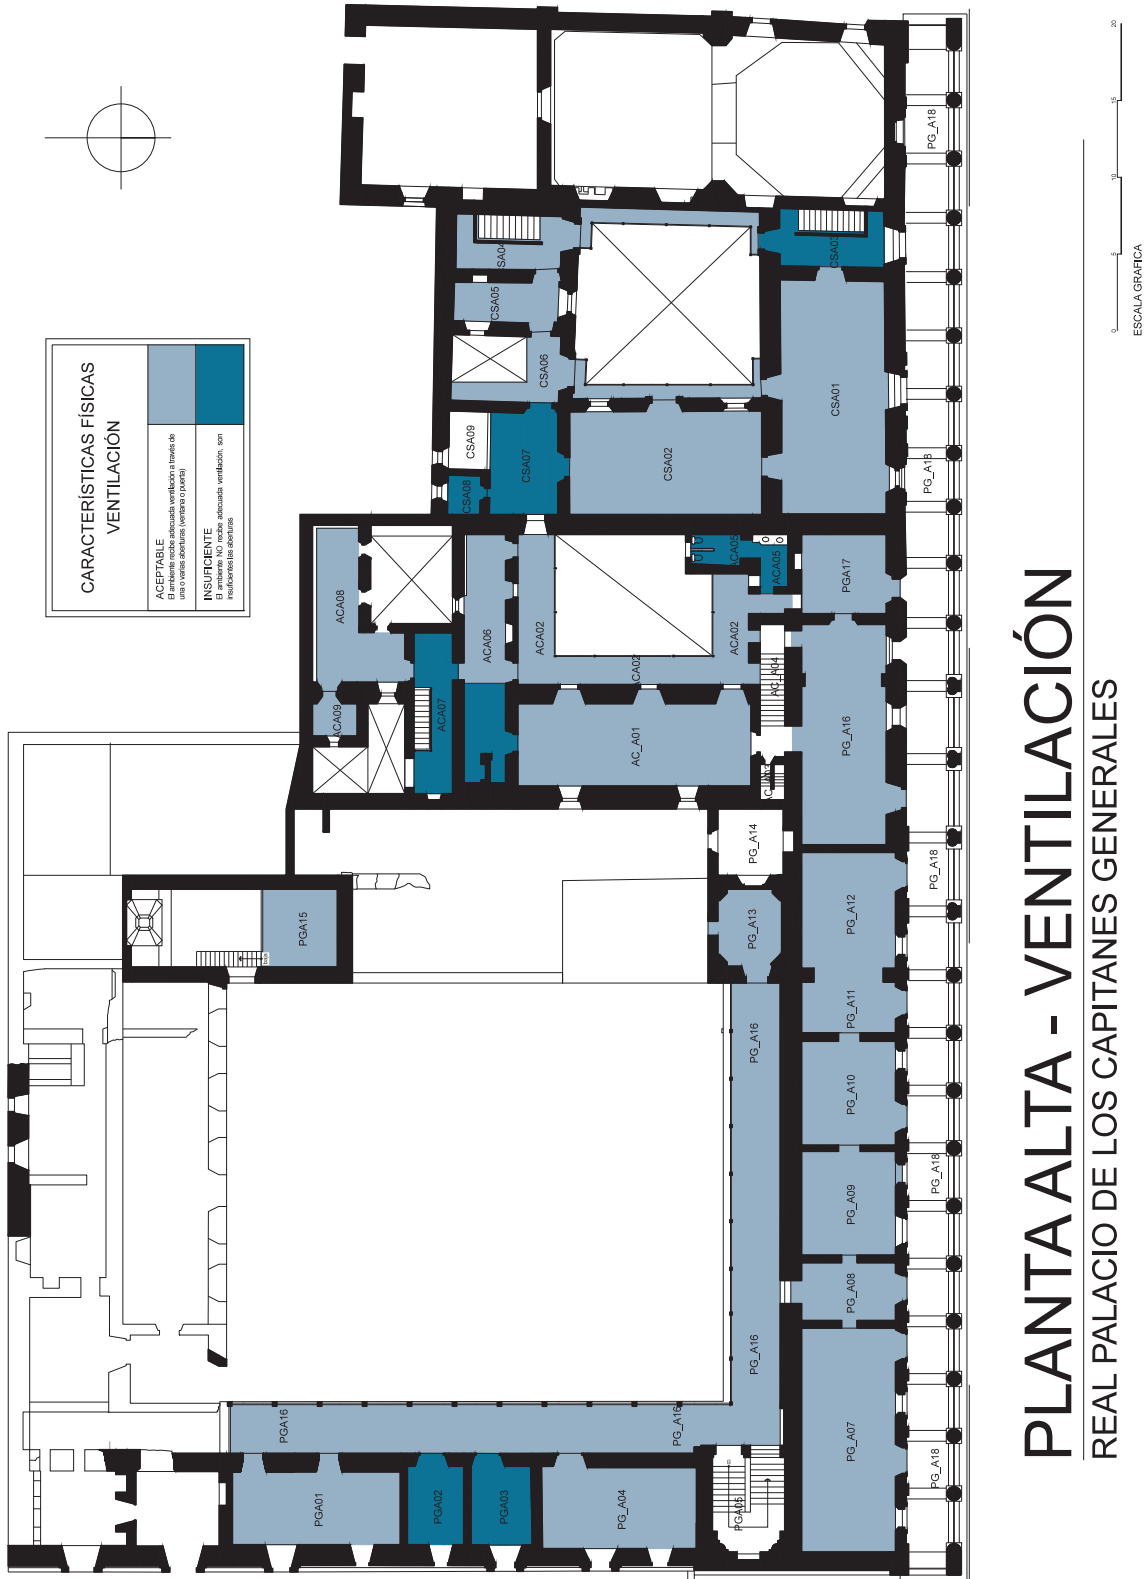 CARACTERÍSTICAS FÍSICAS
VENTILACIÓN
ACEPTABLE
El ambiente recibe adecuada ventilación a través de
una o varias aberturas (ventana o puerta)
INSUFICIENTE
El ambiente NO recibe adecuada ventilación, son
insuficientes las aberturas
PLANTA ALTA - VENTILACIÓN
REAL PALACIO DE LOS CAPITANES GENERALES
0 5 10 15 20
ESCALA GRAFICA
PGA01
PGA02
PGA03
PG_A04
PGA05
PGA16
PG_A16
PG_A16
PG_A16
PG_A07
PG_A08
PG_A09
PG_A10
PG_A11
PG_A12
PG_A13
PG_A14
PGA15
PG_A16
PGA17
PG_A18
PG_A18
PG_A18
PG_A18
PG_A18
AC_A01
ACA02
ACA02
ACA02
AC_A04
ACA05
ACA05
ACA06
ACA07
ACA08
ACA09
CSA01
CSA02
CSA03
SA04
CSA05
CSA06
CSA07
CSA08
CSA09